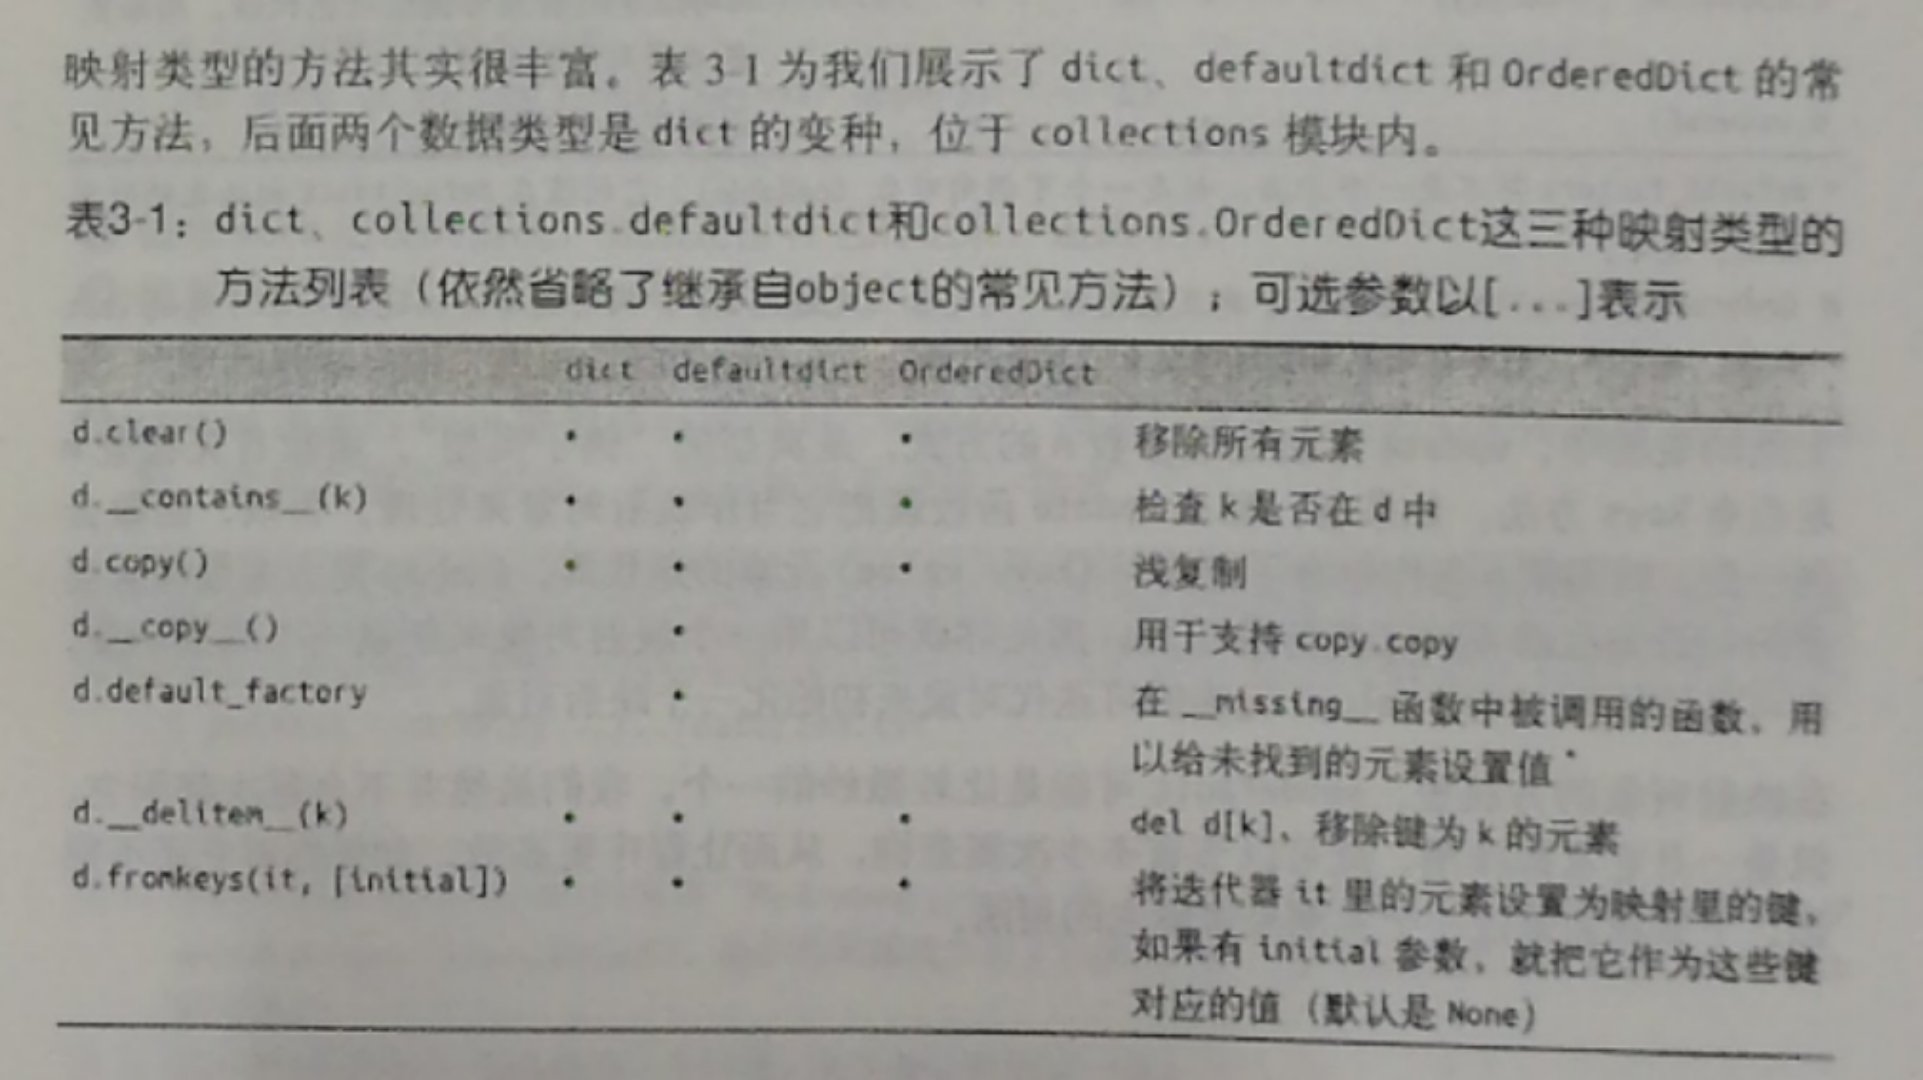 映射类型的方法其实很丰富。表 3-1 为我们展示了 dict、defaultdict 和 OrderedDict 的常
见方法，后面两个数据类型是 dict 的变种，位于 collections 模块内。
表3-1：dict、collections.defaultdict和collections.OrderedDict这三种映射类型的
方法列表（依然省略了继承自object的常见方法）；可选参数以[...]表示
dict defaultdict OrderedDict
d.clear() • • • 移除所有元素
d.__contains__(k) • • • 检查 k 是否在 d 中
d.copy() • • • 浅复制
d.__copy__() • 用于支持 copy.copy
d.default_factory • 在 __missing__ 函数中被调用的函数，用
以给未找到的元素设置值*
d.__delitem__(k) • • • del d[k]，移除键为 k 的元素
d.fromkeys(it, [initial]) • • • 将迭代器 it 里的元素设置为映射里的键，
如果有 initial 参数，就把它作为这些键
对应的值（默认是 None）